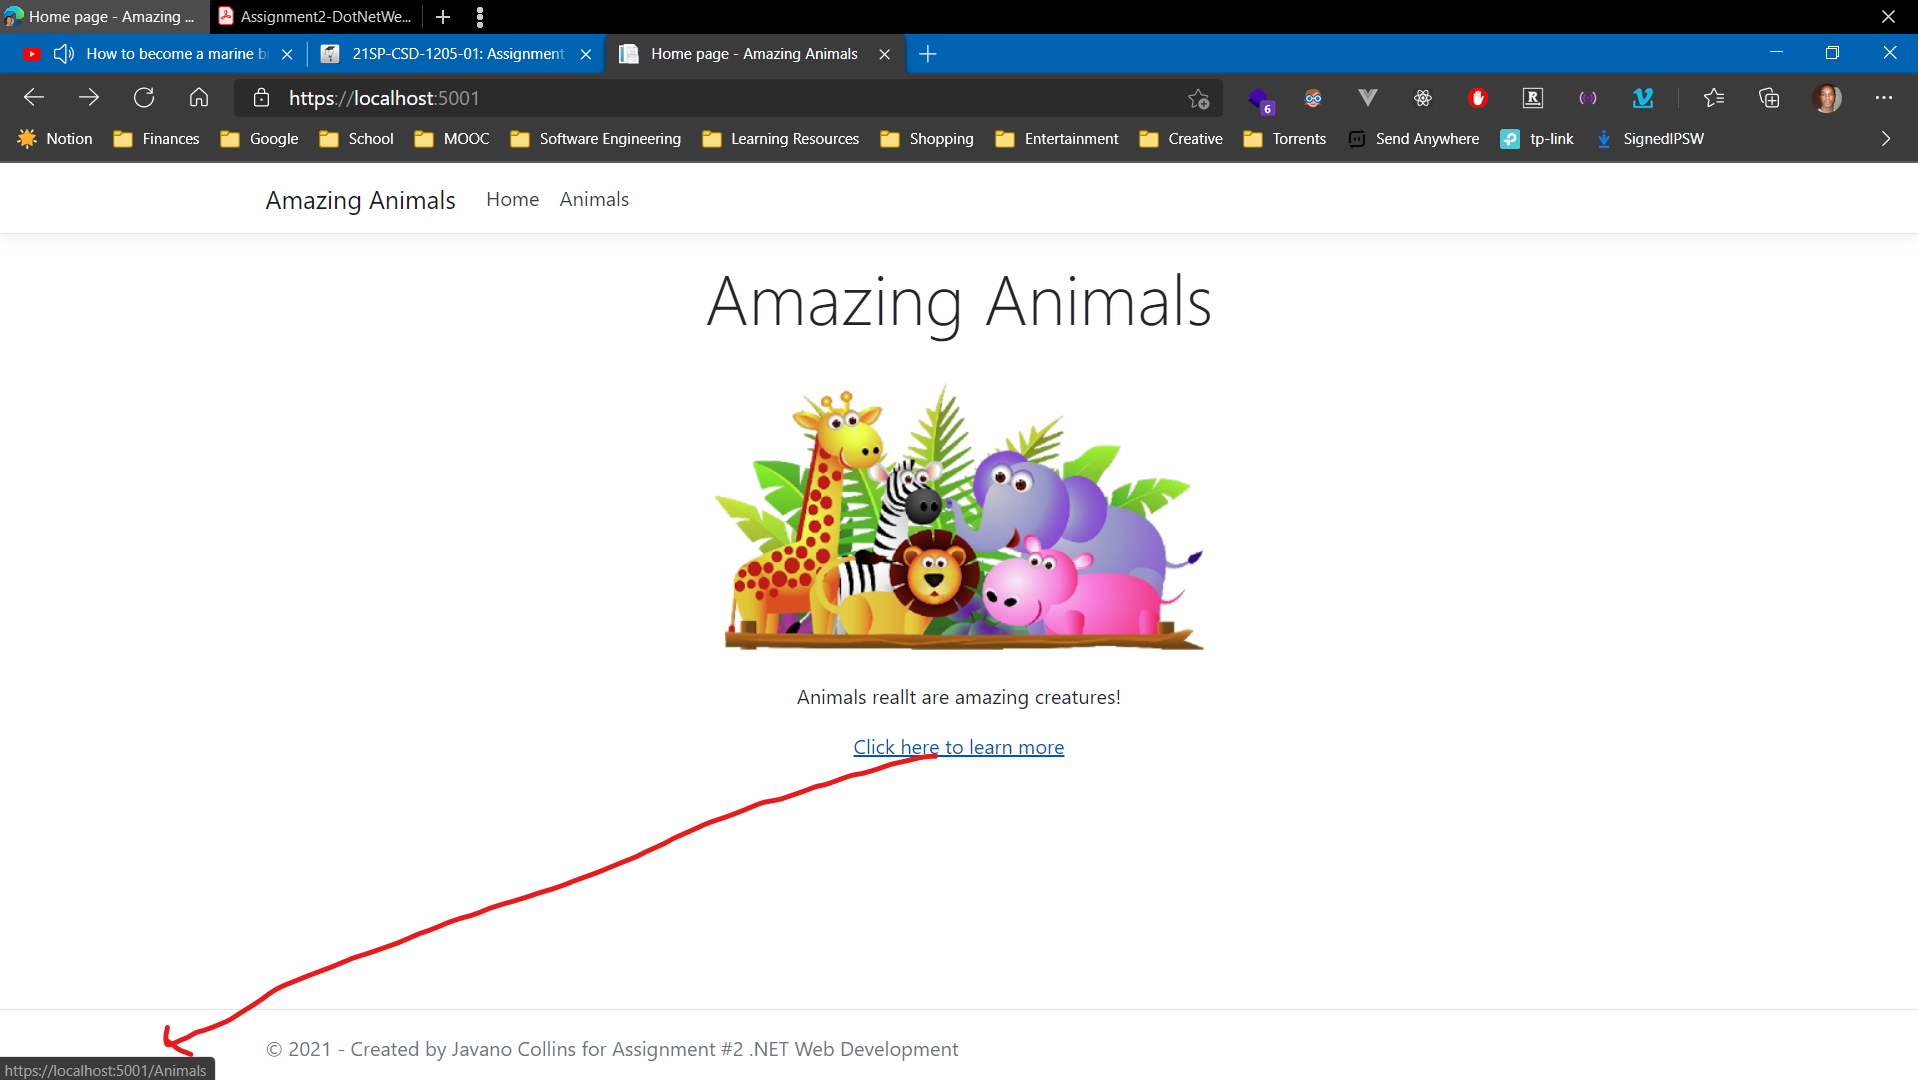 Home page - Amazing ...
Assignment2-DotNetWe...
How to become a marine bi
21SP-CSD-1205-01: Assignment
Home page - Amazing Animals
https://localhost:5001
6
Notion
Finances
Google
School
MOOC
Software Engineering
Learning Resources
Shopping
Entertainment
Creative
Torrents
Send Anywhere
tp-link
SignedIPSW
Amazing Animals
Home
Animals
Amazing Animals
Animals reallt are amazing creatures!
Click here to learn more
© 2021 - Created by Javano Collins for Assignment #2 .NET Web Development
https://localhost:5001/Animals